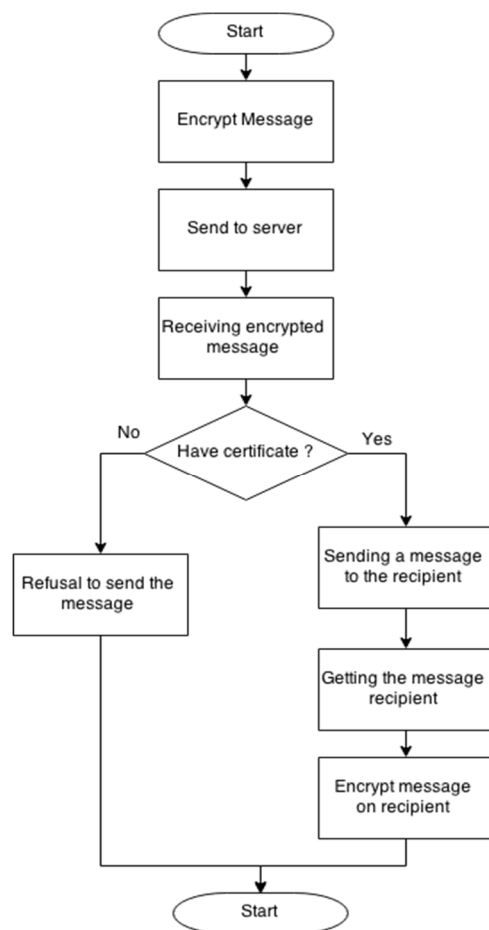 Start
Encrypt Message
Send to server
Receiving encrypted
message
Have certificate ?
No
Yes
Refusal to send the
message
Sending a message
to the recipient
Getting the message
recipient
Encrypt message
on recipient
Start